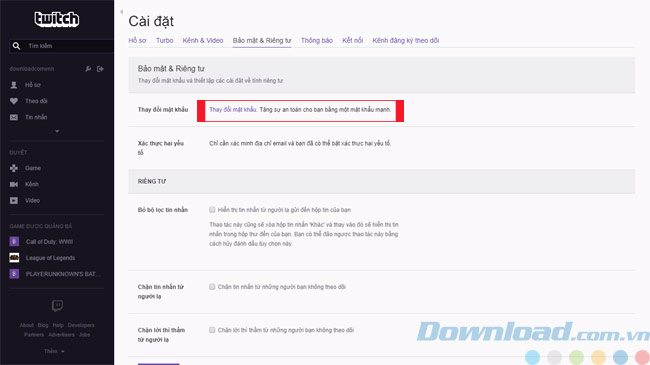 twitch
Tìm kiếm
Hồ sơ
Theo dõi
Tin nhắn
DUYỆT
Game
Kênh
Video
GAME ĐƯỢC QUẢNG BÁ
Call of Duty: WWII
League of Legends
PLAYERUNKNOWN'S BAT...
About Blog Help Developers
Partners Advertisers Jobs
Thêm
Cài đặt
Hồ sơ Turbo Kênh & Video Bảo mật & Riêng tư Thông báo Kết nối Kênh đăng ký theo dõi
Bảo mật & Riêng tư
Thay đổi mật khẩu và thiết lập các cài đặt về tính riêng tư
Thay đổi mật khẩu
Thay đổi mật khẩu. Tăng sự an toàn cho bạn bằng một mật khẩu mạnh.
Xác thực hai yếu
tố
Chỉ cần xác minh địa chỉ email và bạn đã có thể bật xác thực hai yếu tố.
RIÊNG TƯ
Bỏ bộ lọc tin nhắn
Hiển thị tin nhắn từ người lạ gửi đến hộp tin của bạn
Thao tác này cũng sẽ xóa hộp tin nhắn 'Khác' và thay vào đó sẽ hiển thị tin
nhắn trong hộp thư đến của bạn. Bạn có thể đảo ngược thao tác này bằng
cách hủy đánh dấu tùy chọn này
Chặn tin nhắn từ
người lạ
Chặn tin nhắn từ những người bạn không theo dõi
Chặn lời thì thầm
từ người lạ
Chặn lời thì thầm từ những người bạn không theo dõi
Download.com.vn